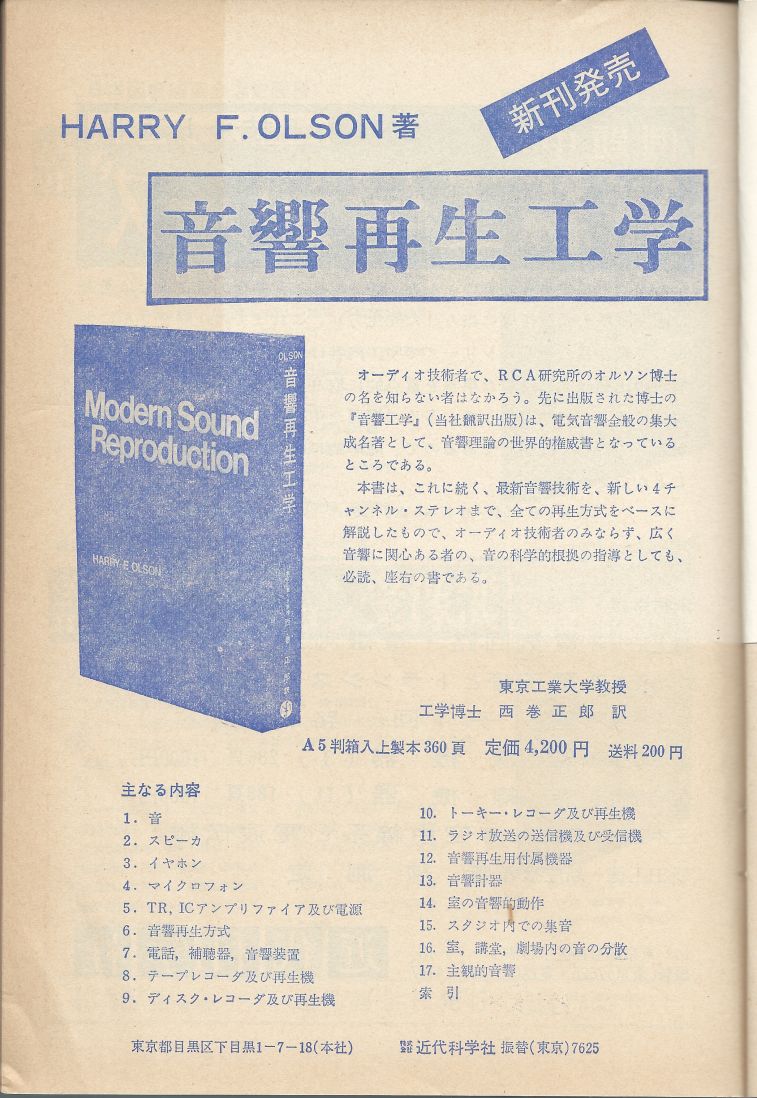 新刊発売
HARRY F. OLSON著
音響再生工学
OLSON
音響再生工学
Modern Sound
Reproduction
HARRY F. OLSON
オーディオ技術者で、RCA研究所のオルソン博士
の名を知らない者はなかろう。先に出版された博士の
『音響工学』(当社飜訳出版)は、電気音響全般の集大
成名著として、音響理論の世界的権威書となっている
ところである。
本書は、これに続く、最新音響技術を、新しい4チ
ャンネル・ステレオまで、全ての再生方式をベースに
解説したもので、オーディオ技術者のみならず、広く
音響に関心ある者の、音の科学的根拠の指導としても、
必読、座右の書である。
東京工業大学教授
工学博士 西巻正郎 訳
A5判箱入上製本360頁 定価4,200円 送料200円
主なる内容
1. 音
2. スピーカ
3. イヤホン
4. マイクロフォン
5. TR, ICアンプリファイア及び電源
6. 音響再生方式
7. 電話, 補聴器, 音響装置
8. テープレコーダ及び再生機
9. ディスク・レコーダ及び再生機
10. トーキー・レコーダ及び再生機
11. ラジオ放送の送信機及び受信機
12. 音響再生用付属機器
13. 音響計器
14. 室の音響的動作
15. スタジオ内での集音
16. 室, 講堂, 劇場内の音の分散
17. 主観的音響
索 引
東京都目黒区下目黒1-7-18(本社) 株式会社 近代科学社 振替(東京)7625